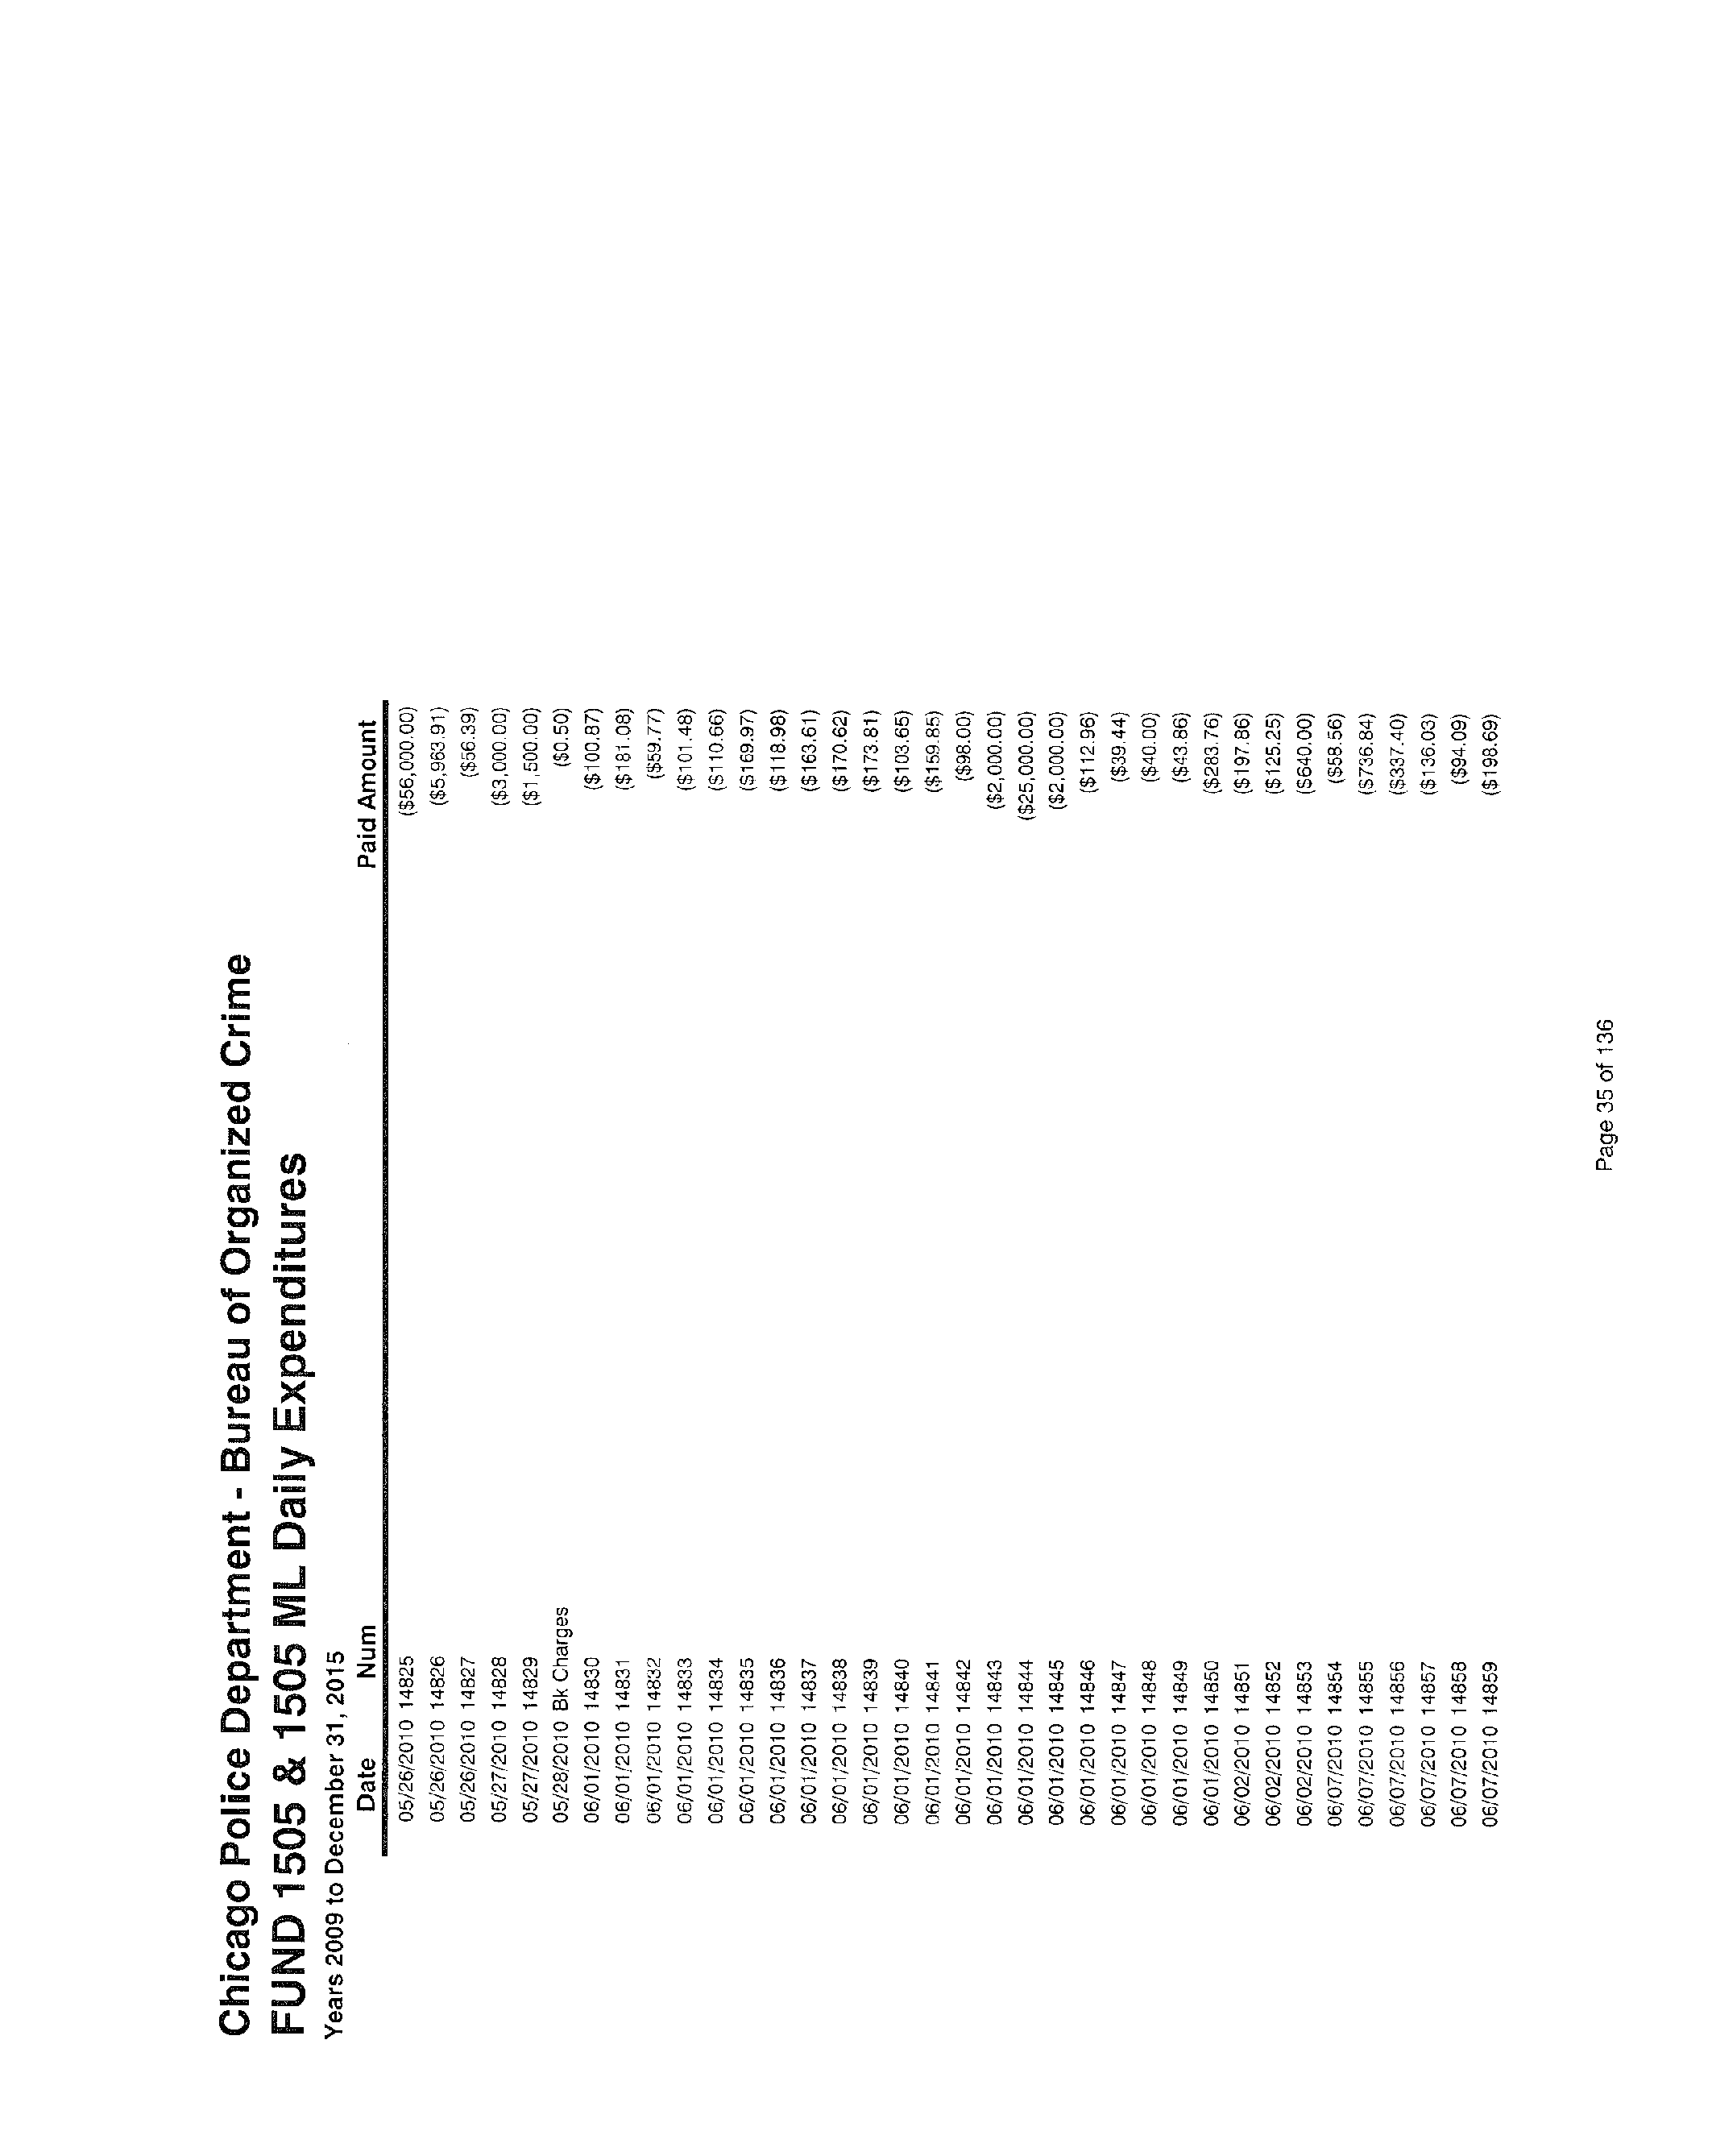 Chicago Police Department - Bureau of Organized Crime
FUND 1505 & 1505 ML Daily Expenditures
Years 2009 to December 31, 2015
Date Num Paid Amount
05/26/2010 14825 ($56,000.00)
05/26/2010 14826 ($5,963.91)
05/26/2010 14827 ($56.39)
05/27/2010 14828 ($3,000.00)
05/27/2010 14829 ($1,500.00)
05/28/2010 Bk Charges ($0.50)
06/01/2010 14830 ($100.87)
06/01/2010 14831 ($181.08)
06/01/2010 14832 ($59.77)
06/01/2010 14833 ($101.48)
06/01/2010 14834 ($110.66)
06/01/2010 14835 ($169.97)
06/01/2010 14836 ($118.98)
06/01/2010 14837 ($163.61)
06/01/2010 14838 ($170.62)
06/01/2010 14839 ($173.81)
06/01/2010 14840 ($103.65)
06/01/2010 14841 ($159.85)
06/01/2010 14842 ($98.00)
06/01/2010 14843 ($2,000.00)
06/01/2010 14844 ($25,000.00)
06/01/2010 14845 ($2,000.00)
06/01/2010 14846 ($112.96)
06/01/2010 14847 ($39.44)
06/01/2010 14848 ($40.00)
06/01/2010 14849 ($43.86)
06/01/2010 14850 ($283.76)
06/02/2010 14851 ($197.86)
06/02/2010 14852 ($125.25)
06/02/2010 14853 ($640.00)
06/07/2010 14854 ($58.56)
06/07/2010 14855 ($736.84)
06/07/2010 14856 ($337.40)
06/07/2010 14857 ($136.03)
06/07/2010 14858 ($94.09)
06/07/2010 14859 ($198.69)
Page 35 of 136